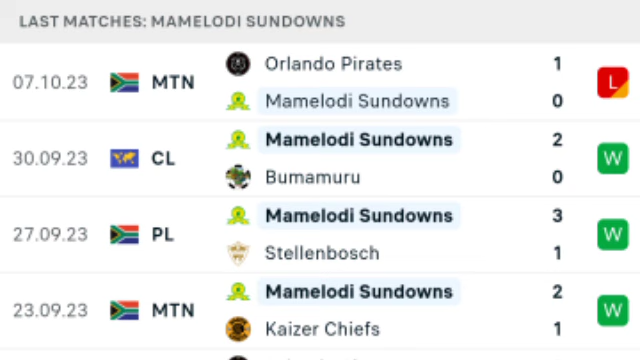 LAST MATCHES: MAMELODI SUNDOWNS
07.10.23 MTN Orlando Pirates 1 L
Mamelodi Sundowns 0
30.09.23 CL Mamelodi Sundowns 2 W
Bumamuru 0
27.09.23 PL Mamelodi Sundowns 3 W
Stellenbosch 1
23.09.23 MTN Mamelodi Sundowns 2 W
Kaizer Chiefs 1